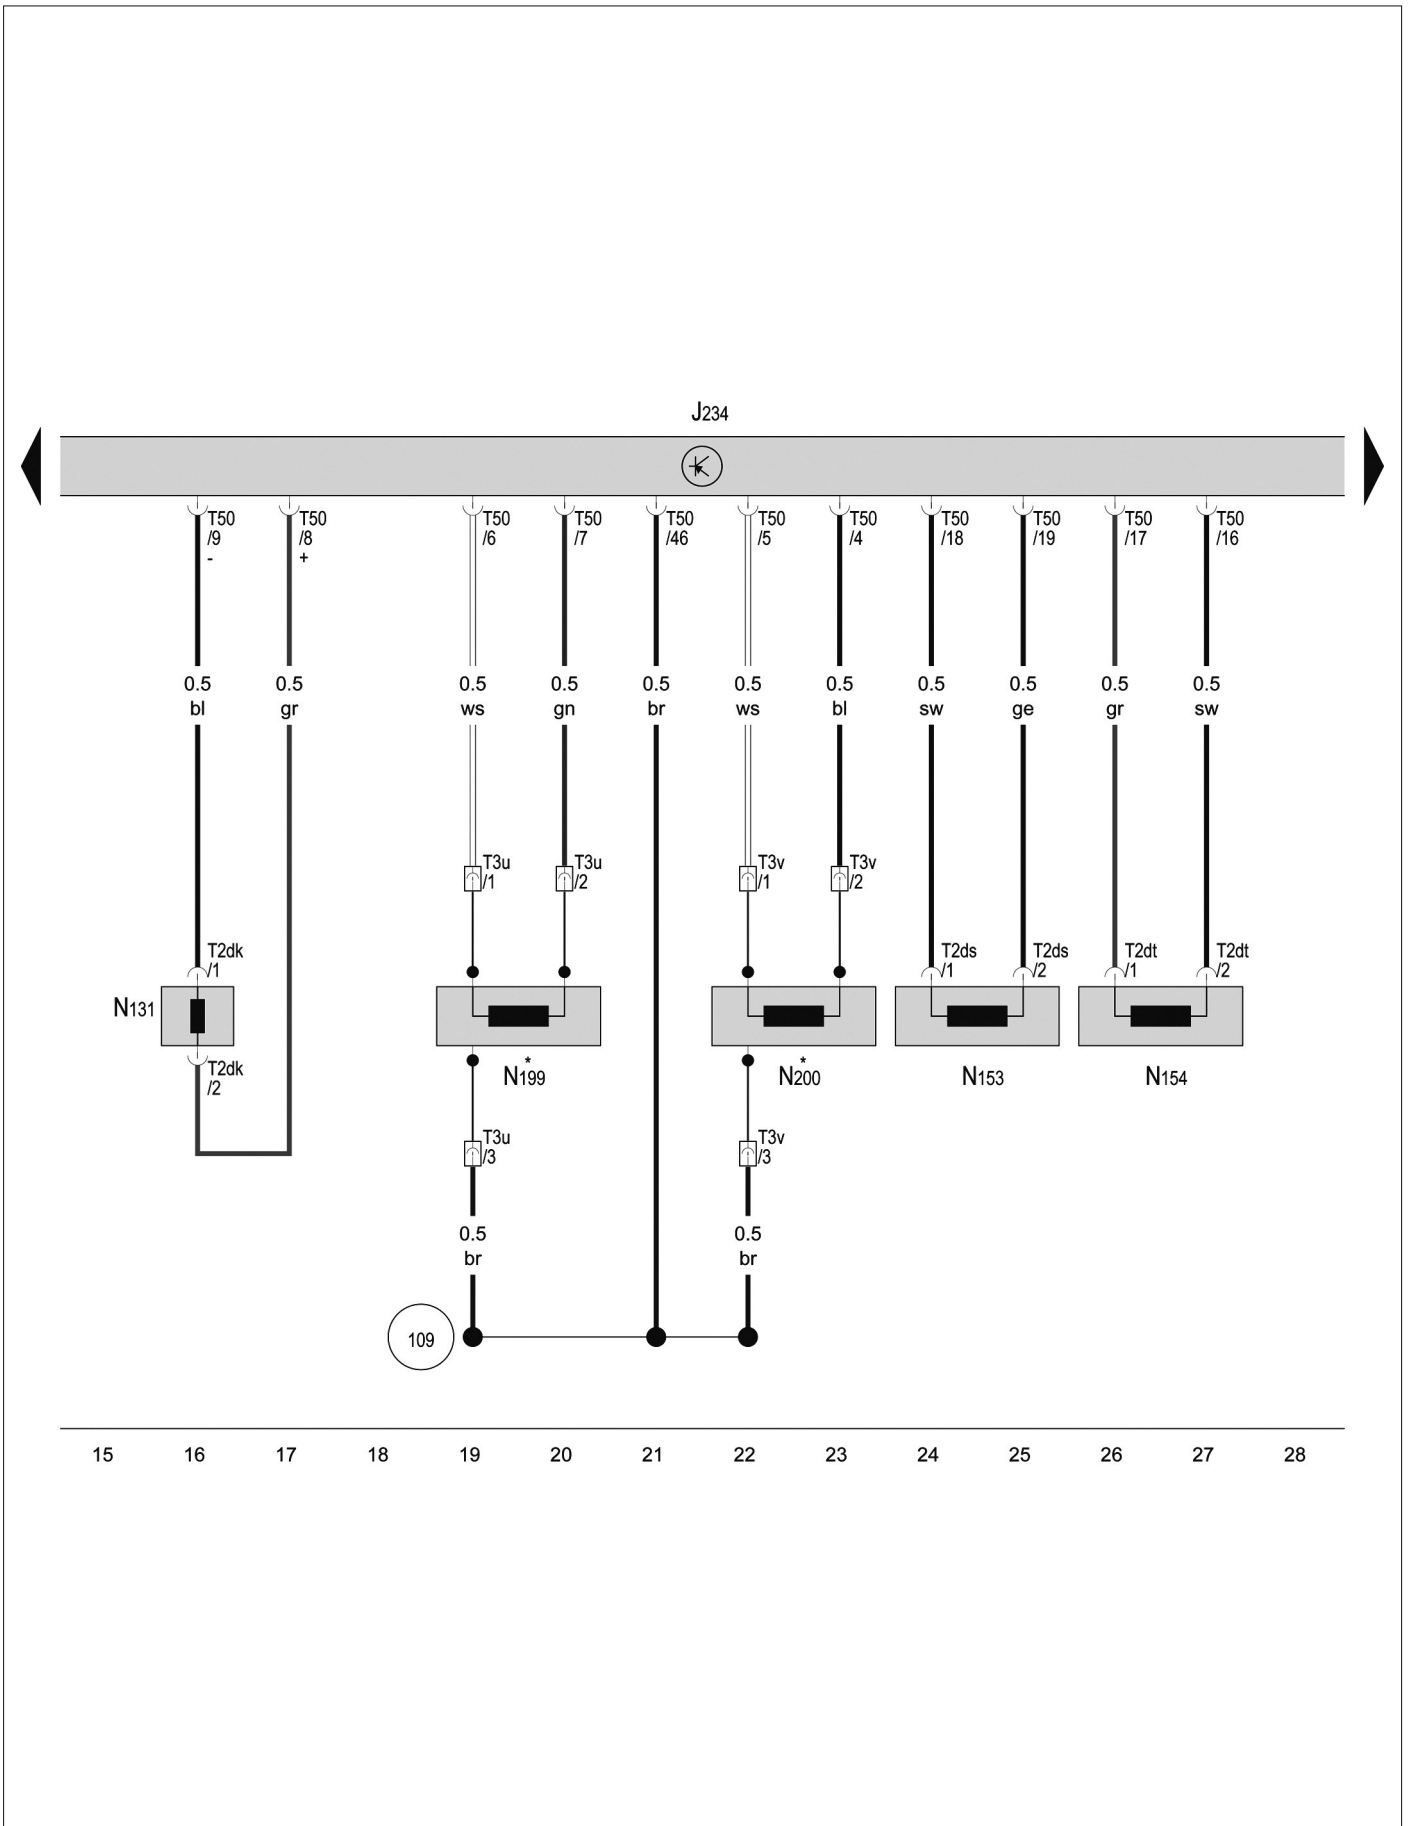 J234
T50 T50 T50 T50 T50 T50 T50 T50 T50 T50 T50
/9 /8 /6 /7 /46 /5 /4 /18 /19 /17 /16
- +
0.5 0.5 0.5 0.5 0.5 0.5 0.5 0.5 0.5 0.5 0.5
bl gr ws gn br ws bl sw ge gr sw
T3u T3u T3v T3v
/1 /2 /1 /2
T2dk T2ds T2ds T2dt T2dt
/1 /1 /2 /1 /2
N131
* *
T2dk N199 N200 N153 N154
/2
T3u T3v
/3 /3
0.5 0.5
br br
109
15 16 17 18 19 20 21 22 23 24 25 26 27 28